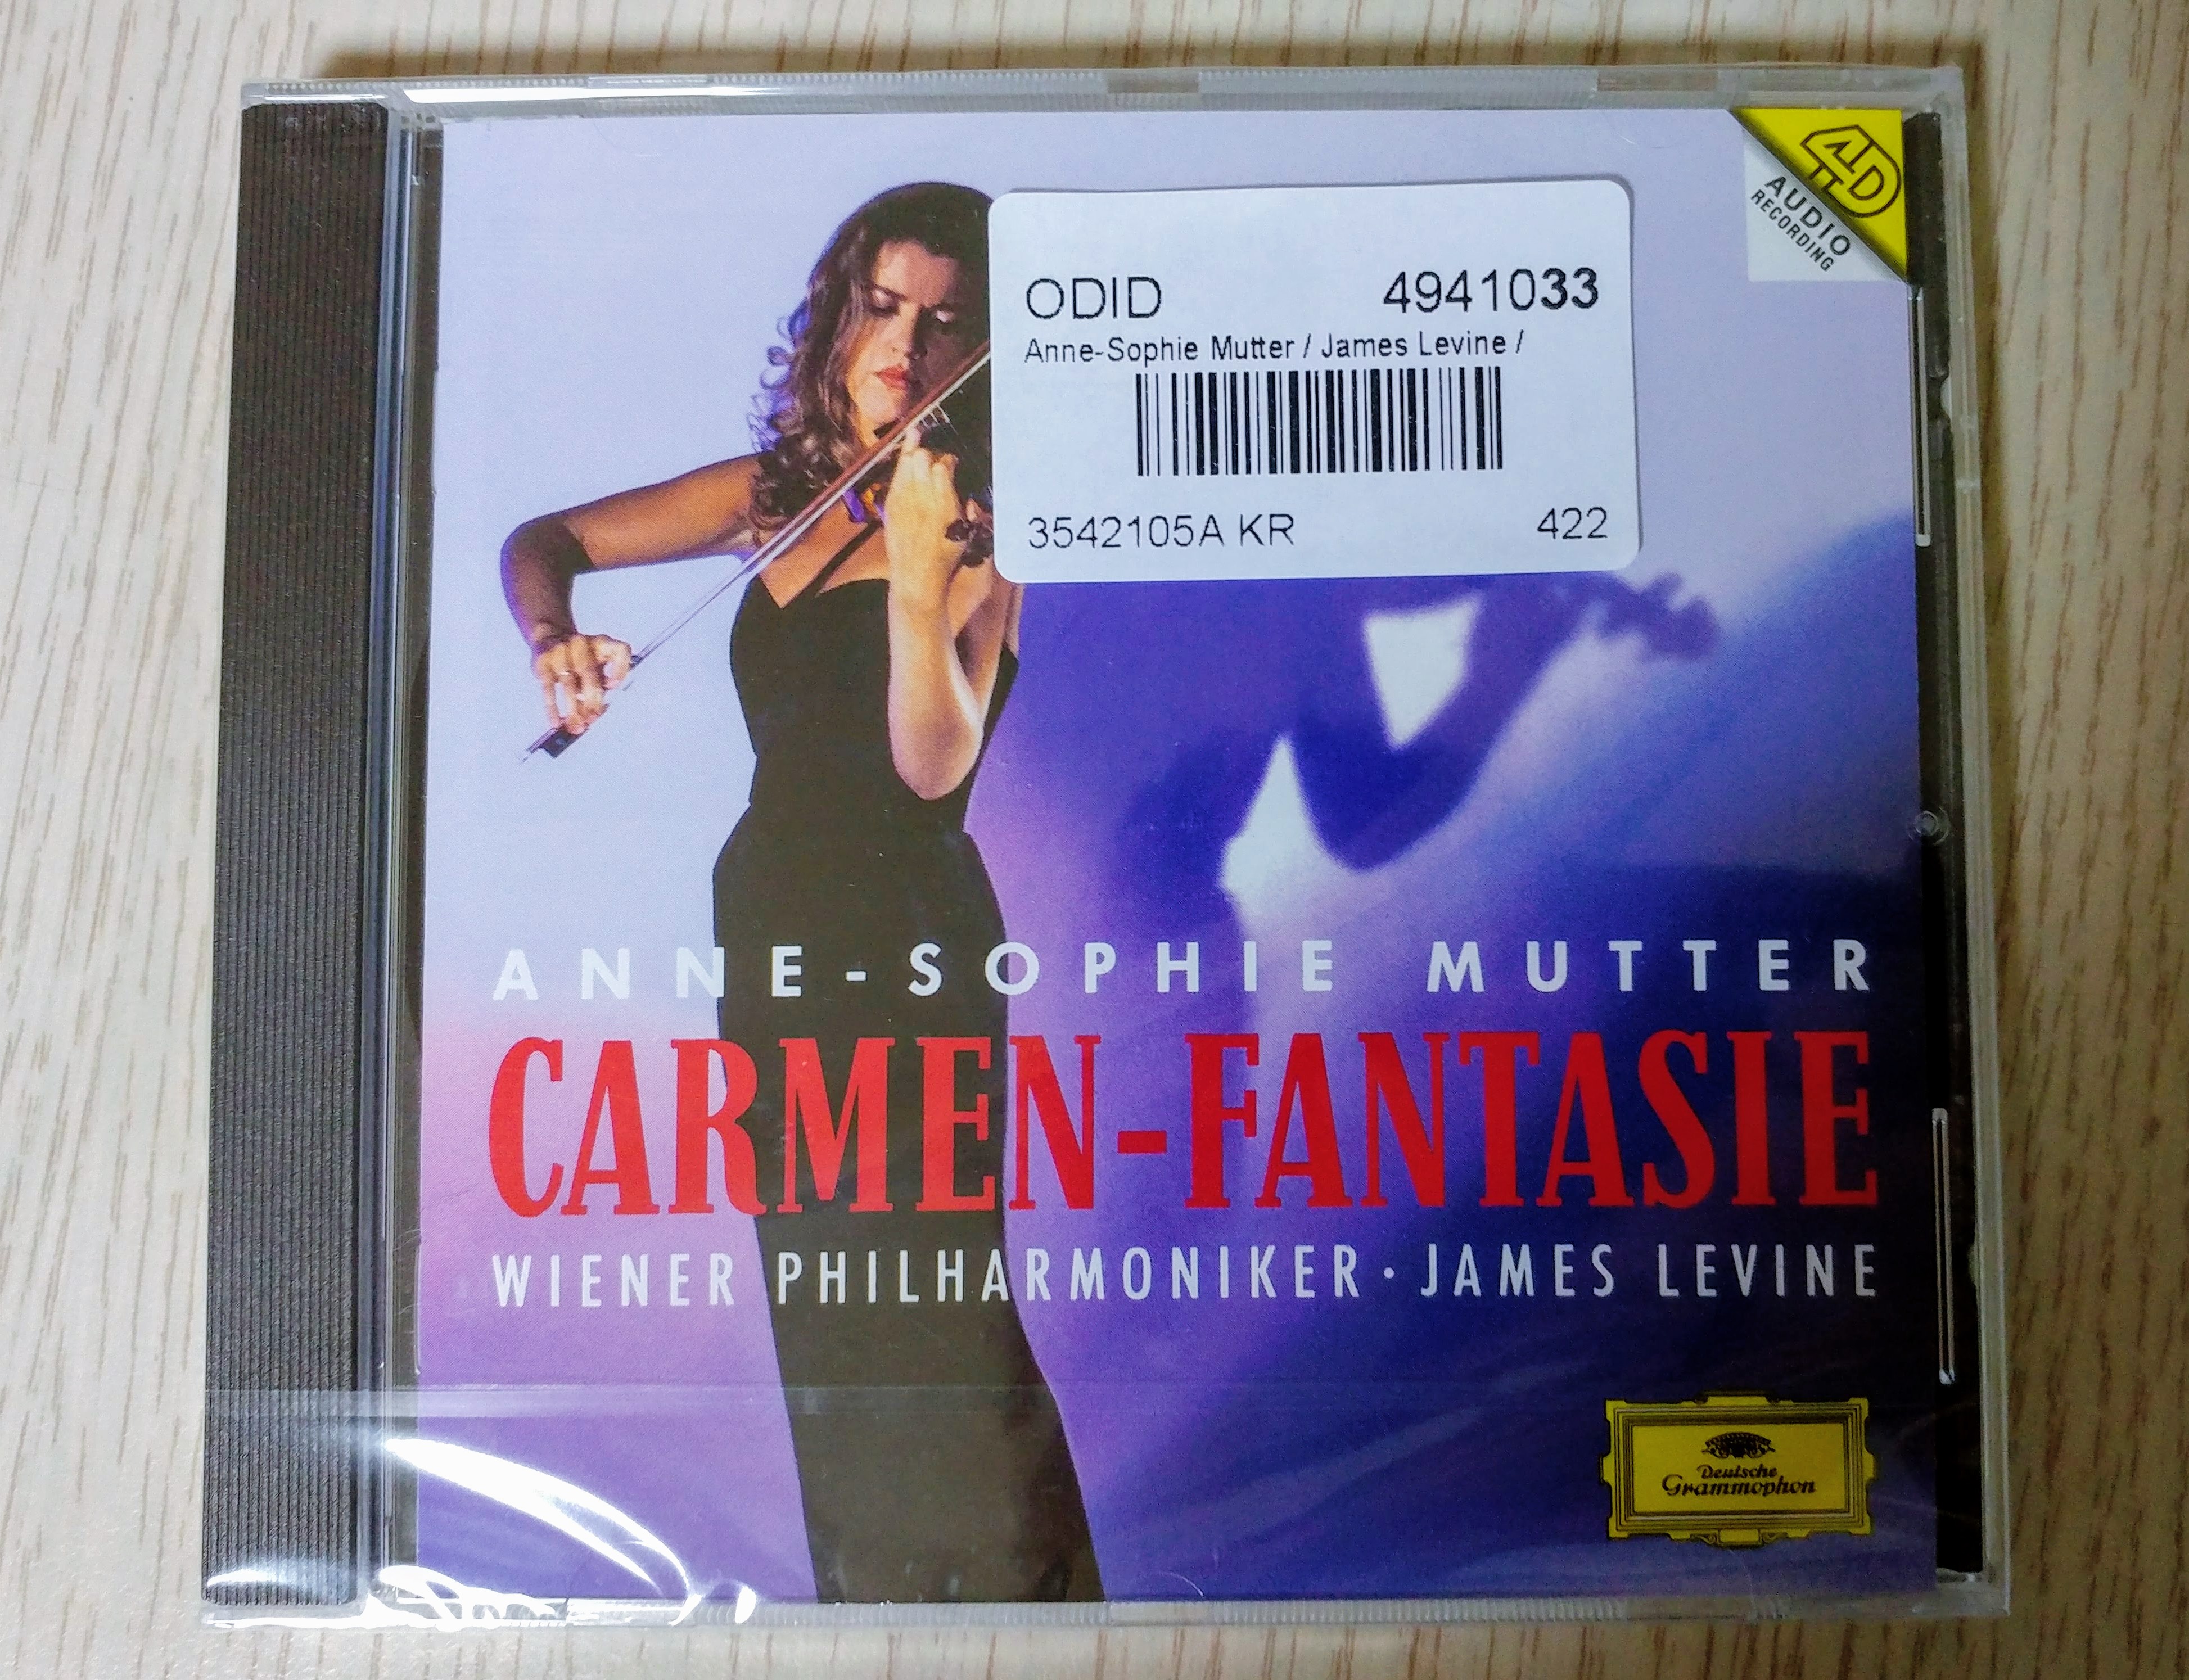 4D
AUDIO
RECORDING
ODID 4941033
Anne-Sophie Mutter / James Levine /
3542105A KR 422
ANNE-SOPHIE MUTTER
CARMEN-FANTASIE
WIENER PHILHARMONIKER · JAMES LEVINE
Deutsche
Grammophon